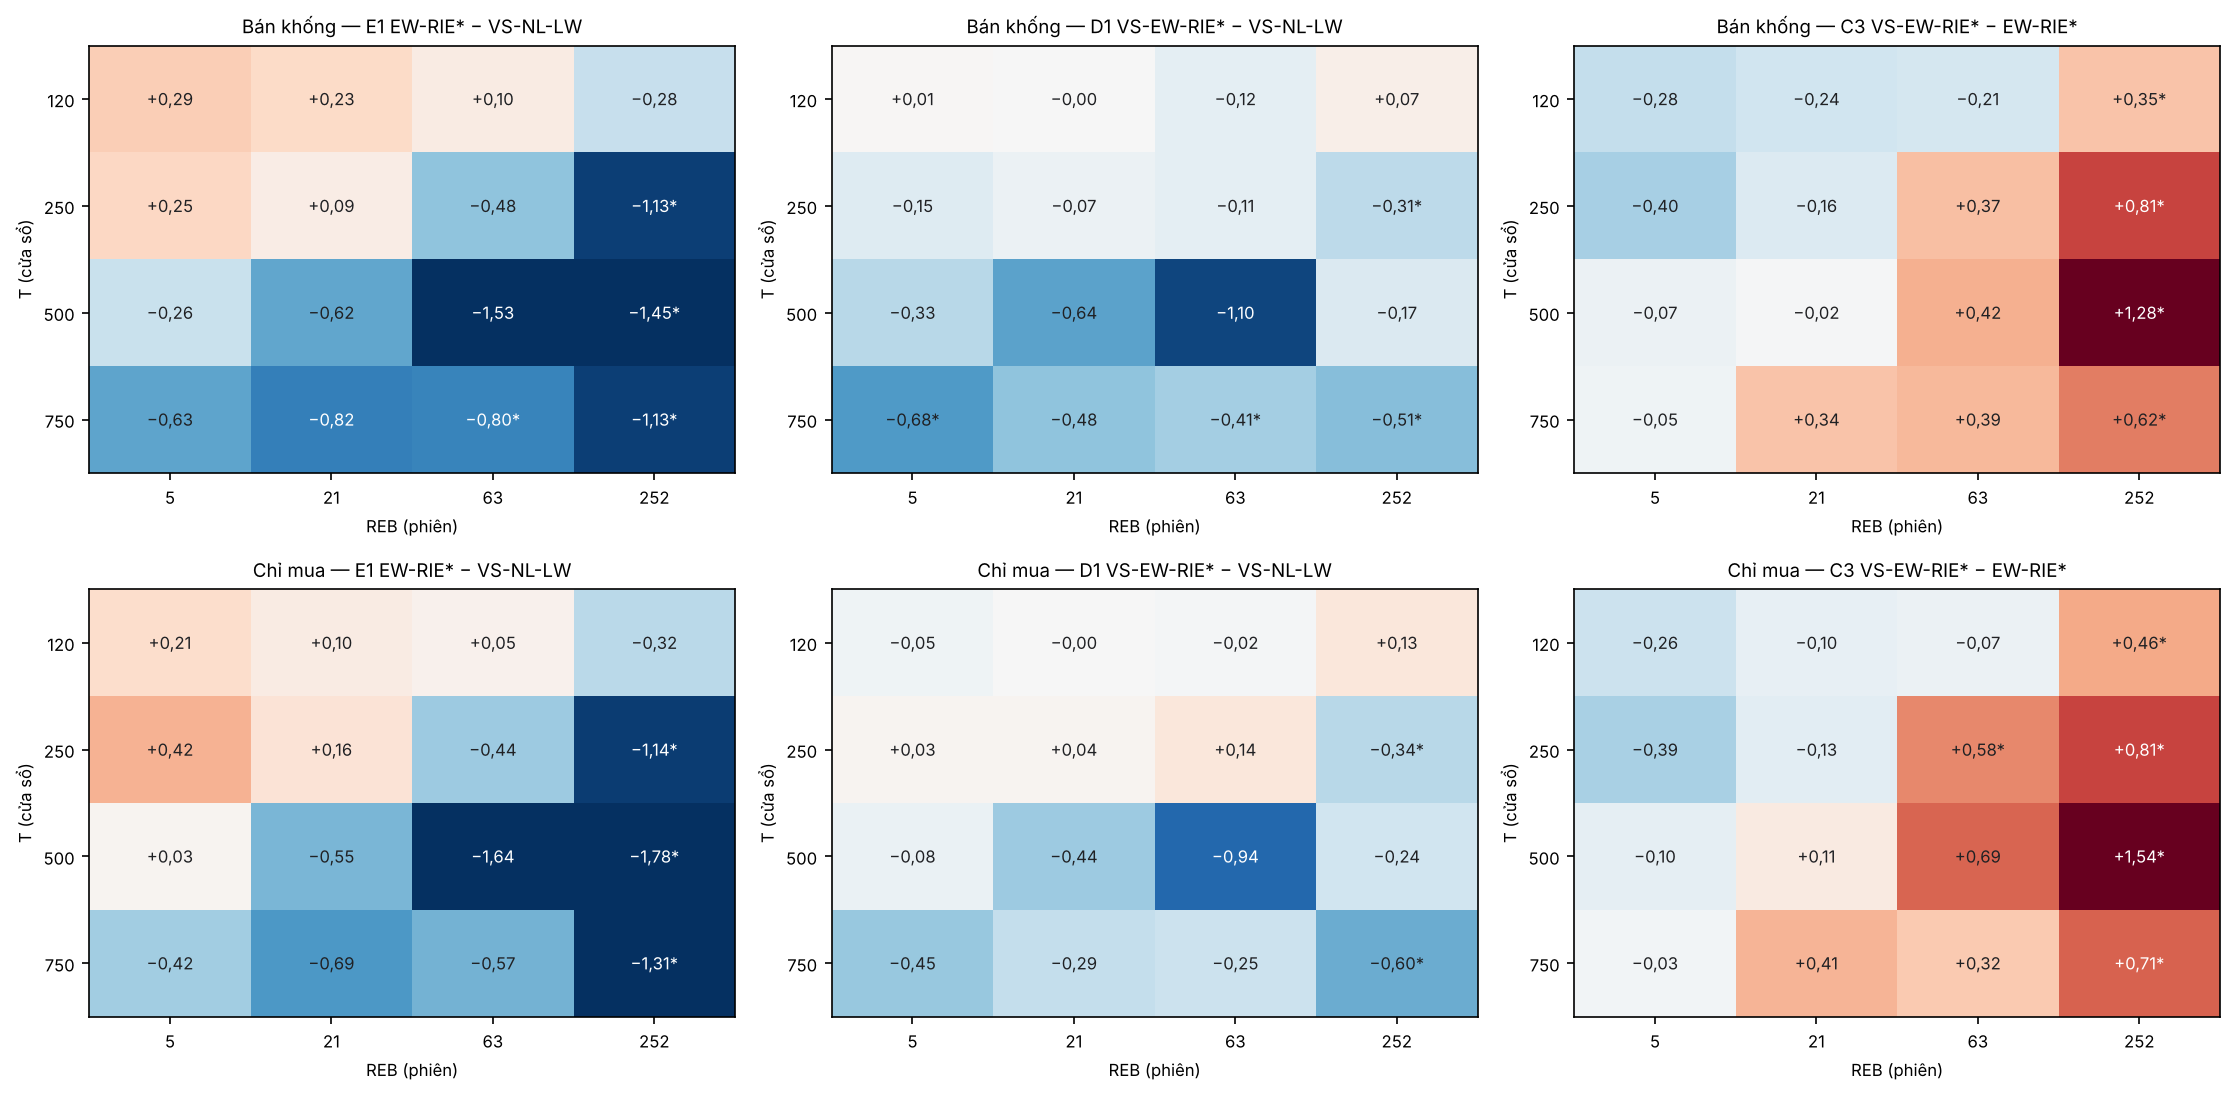 Bán khống — E1 EW-RIE* − VS-NL-LW
120 +0,29 +0,23 +0,10 −0,28
250 +0,25 +0,09 −0,48 −1,13*
500 −0,26 −0,62 −1,53 −1,45*
750 −0,63 −0,82 −0,80* −1,13*
T (cửa sổ)
5 21 63 252
REB (phiên)
Bán khống — D1 VS-EW-RIE* − VS-NL-LW
120 +0,01 −0,00 −0,12 +0,07
250 −0,15 −0,07 −0,11 −0,31*
500 −0,33 −0,64 −1,10 −0,17
750 −0,68* −0,48 −0,41* −0,51*
T (cửa sổ)
5 21 63 252
REB (phiên)
Bán khống — C3 VS-EW-RIE* − EW-RIE*
120 −0,28 −0,24 −0,21 +0,35*
250 −0,40 −0,16 +0,37 +0,81*
500 −0,07 −0,02 +0,42 +1,28*
750 −0,05 +0,34 +0,39 +0,62*
T (cửa sổ)
5 21 63 252
REB (phiên)
Chỉ mua — E1 EW-RIE* − VS-NL-LW
120 +0,21 +0,10 +0,05 −0,32
250 +0,42 +0,16 −0,44 −1,14*
500 +0,03 −0,55 −1,64 −1,78*
750 −0,42 −0,69 −0,57 −1,31*
T (cửa sổ)
5 21 63 252
REB (phiên)
Chỉ mua — D1 VS-EW-RIE* − VS-NL-LW
120 −0,05 −0,00 −0,02 +0,13
250 +0,03 +0,04 +0,14 −0,34*
500 −0,08 −0,44 −0,94 −0,24
750 −0,45 −0,29 −0,25 −0,60*
T (cửa sổ)
5 21 63 252
REB (phiên)
Chỉ mua — C3 VS-EW-RIE* − EW-RIE*
120 −0,26 −0,10 −0,07 +0,46*
250 −0,39 −0,13 +0,58* +0,81*
500 −0,10 +0,11 +0,69 +1,54*
750 −0,03 +0,41 +0,32 +0,71*
T (cửa sổ)
5 21 63 252
REB (phiên)